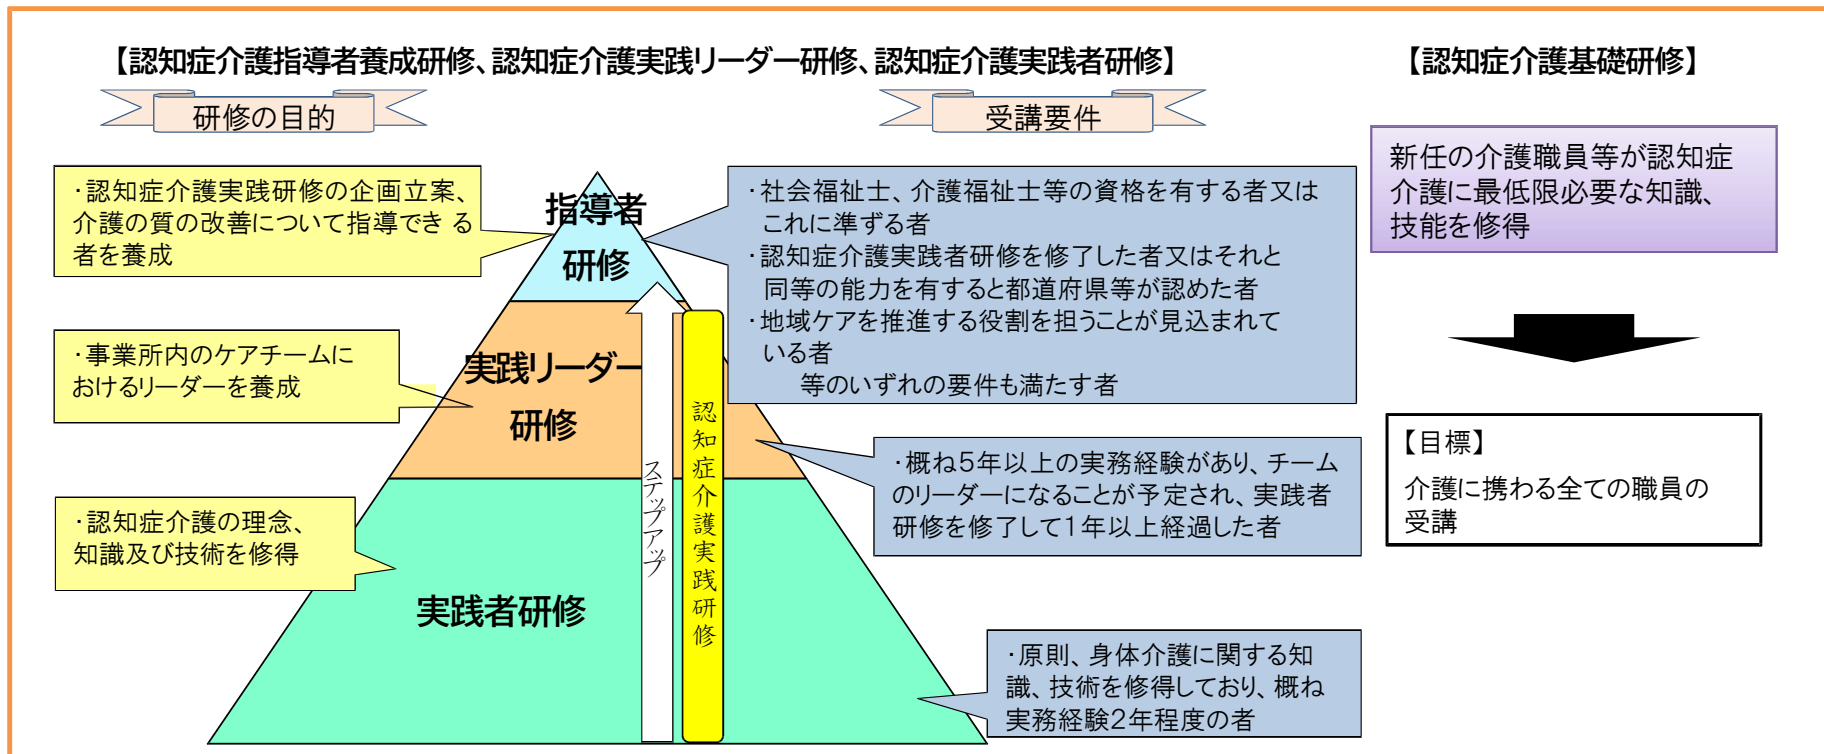 【認知症介護指導者養成研修、認知症介護実践リーダー研修、認知症介護実践者研修】
【認知症介護基礎研修】
研修の目的
受講要件
・認知症介護実践研修の企画立案、
介護の質の改善について指導できる
者を養成
・事業所内のケアチームに
おけるリーダーを養成
・認知症介護の理念、
知識及び技術を修得
指導者
研修
実践リーダー
研修
実践者研修
ステップアップ
認知症介護実践研修
・社会福祉士、介護福祉士等の資格を有する者又は
これに準ずる者
・認知症介護実践者研修を修了した者又はそれと
同等の能力を有すると都道府県等が認めた者
・地域ケアを推進する役割を担うことが見込まれて
いる者
等のいずれの要件も満たす者
・概ね5年以上の実務経験があり、チーム
のリーダーになることが予定され、実践者
研修を修了して1年以上経過した者
・原則、身体介護に関する知
識、技術を修得しており、概ね
実務経験2年程度の者
新任の介護職員等が認知症
介護に最低限必要な知識、
技能を修得
【目標】
介護に携わる全ての職員の
受講